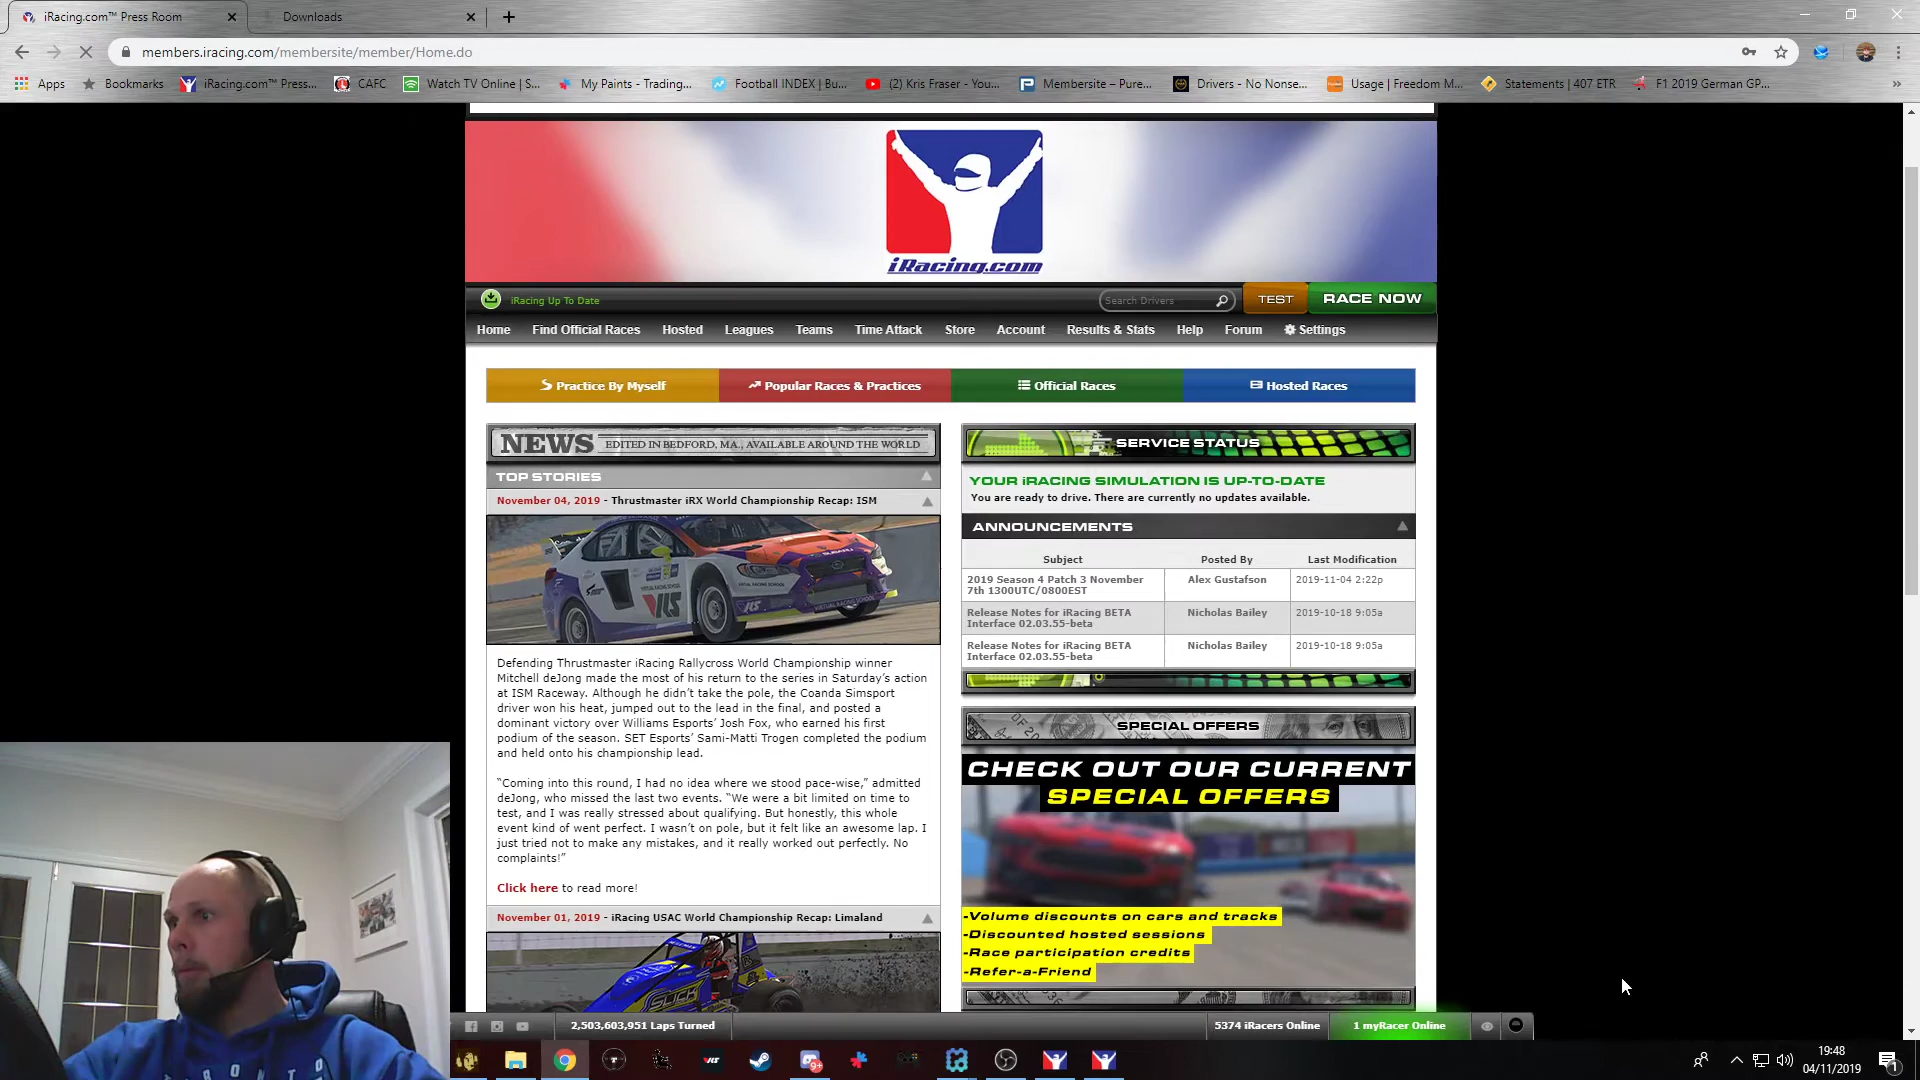 iRacing.com™ Press Room
Downloads
members.iracing.com/membersite/member/Home.do
Apps
Bookmarks
iRacing.com™ Press...
CAFC
Watch TV Online | S...
My Paints - Trading...
Football INDEX | Bu...
(2) Kris Fraser - You...
Membersite – Pure...
Drivers - No Nonse...
Usage | Freedom M...
Statements | 407 ETR
F1 2019 German GP...
»
iRacing.com
iRacing Up To Date
Search Drivers
TEST
RACE NOW
Home
Find Official Races
Hosted
Leagues
Teams
Time Attack
Store
Account
Results & Stats
Help
Forum
Settings
Practice By Myself
Popular Races & Practices
Official Races
Hosted Races
NEWS
EDITED IN BEDFORD, MA., AVAILABLE AROUND THE WORLD
TOP STORIES
November 04, 2019 - Thrustmaster iRX World Championship Recap: ISM
Defending Thrustmaster iRacing Rallycross World Championship winner
Mitchell deJong made the most of his return to the series in Saturday's action
at ISM Raceway. Although he didn't take the pole, the Coanda Simsport
driver won his heat, jumped out to the lead in the final, and posted a
dominant victory over Williams Esports' Josh Fox, who earned his first
podium of the season. SET Esports' Sami-Matti Trogen completed the podium
and held onto his championship lead.
“Coming into this round, I had no idea where we stood pace-wise,” admitted
deJong, who missed the last two events. “We were a bit limited on time to
test, and I was really stressed about qualifying. But honestly, this whole
event kind of went perfect. I wasn't on pole, but it felt like an awesome lap. I
just tried not to make any mistakes, and it really worked out perfectly. No
complaints!”
Click here to read more!
November 01, 2019 - iRacing USAC World Championship Recap: Limaland
SERVICE STATUS
YOUR iRACING SIMULATION IS UP-TO-DATE
You are ready to drive. There are currently no updates available.
ANNOUNCEMENTS
Subject
Posted By
Last Modification
2019 Season 4 Patch 3 November
7th 1300UTC/0800EST
Alex Gustafson
2019-11-04 2:22p
Release Notes for iRacing BETA
Interface 02.03.55-beta
Nicholas Bailey
2019-10-18 9:05a
Release Notes for iRacing BETA
Interface 02.03.55-beta
Nicholas Bailey
2019-10-18 9:05a
SPECIAL OFFERS
CHECK OUT OUR CURRENT
SPECIAL OFFERS
-Volume discounts on cars and tracks
-Discounted hosted sessions
-Race participation credits
-Refer-a-Friend
2,503,603,951 Laps Turned
5374 iRacers Online
1 myRacer Online
9+
19:48
04/11/2019
1